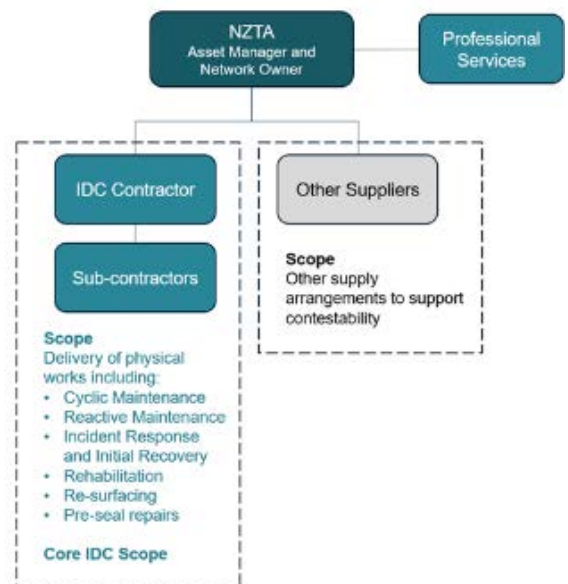 NZTA
Asset Manager and
Network Owner
Professional
Services
IDC Contractor
Sub-contractors
Scope
Delivery of physical
works including:
• Cyclic Maintenance
• Reactive Maintenance
• Incident Response
and Initial Recovery
• Rehabilitation
• Re-surfacing
• Pre-seal repairs
Core IDC Scope
Other Suppliers
Scope
Other supply
arrangements to support
contestability